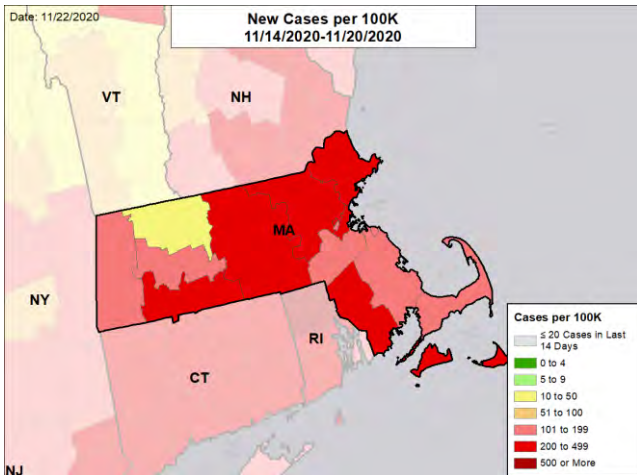 Date: 11/22/2020
New Cases per 100K
11/14/2020-11/20/2020
VT
NH
MA
NY
RI
CT
NJ
Cases per 100K
≤ 20 Cases in Last
14 Days
0 to 4
5 to 9
10 to 50
51 to 100
101 to 199
200 to 499
500 or More